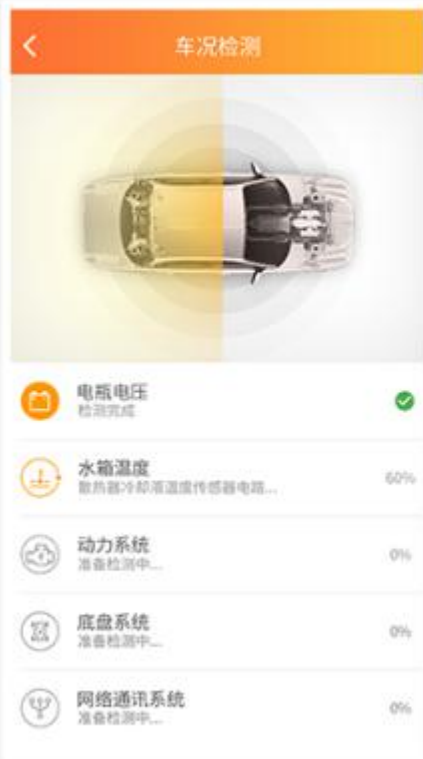 车况检测
电瓶电压
检测完成
水箱温度
散热器冷却液温度传感器电路...
60%
动力系统
准备检测中...
0%
底盘系统
准备检测中...
0%
网络通讯系统
准备检测中...
0%